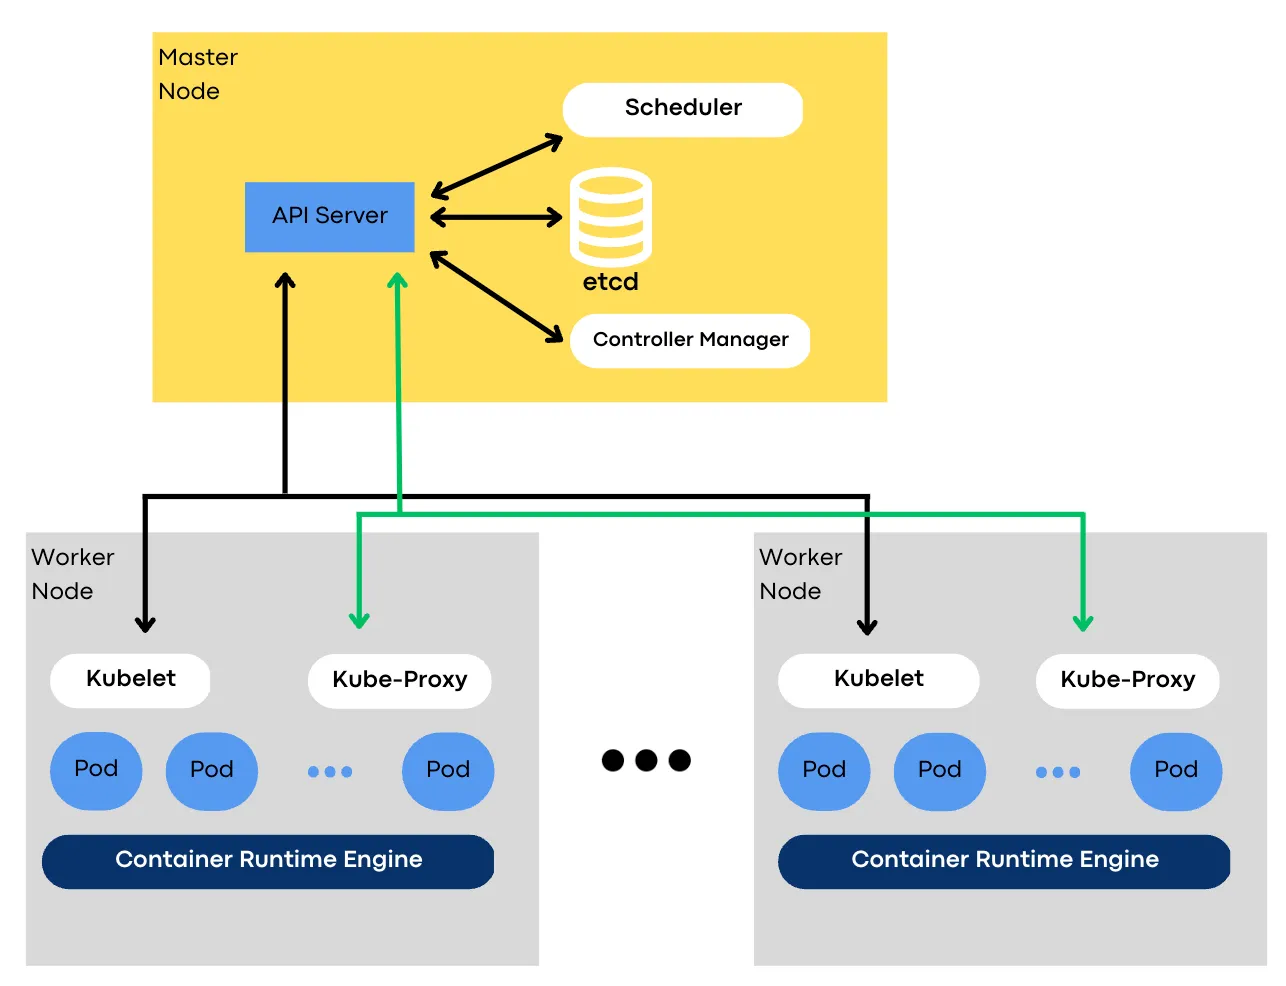 Master
Node
Scheduler
API Server
etcd
Controller Manager
Worker
Node
Kubelet
Kube-Proxy
Pod
Pod
Pod
Container Runtime Engine
Worker
Node
Kubelet
Kube-Proxy
Pod
Pod
Pod
Container Runtime Engine